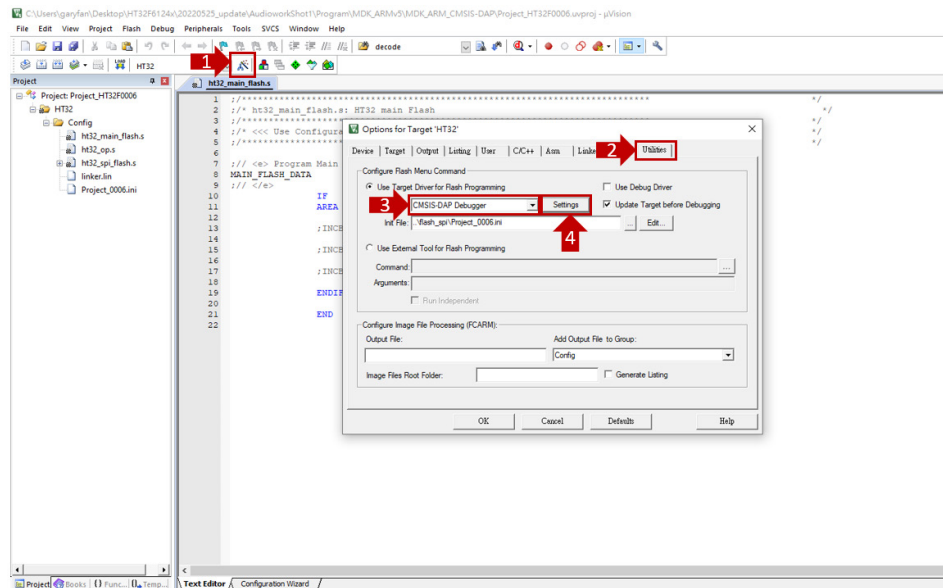 C:\Users\garyfan\Desktop\HT32F6124x\20220525_update\AudioworkShot1\Program\MDK_ARMv5\MDK_ARM_CMSIS-DAP\Project_HT32F0006.uvproj - µVision
File Edit View Project Flash Debug Peripherals Tools SVCS Window Help
decode
HT32
1
Project
ht32_main_flash.s
Project: Project_HT32F0006
HT32
Config
ht32_main_flash.s
ht32_op.s
ht32_spi_flash.s
linker.lin
Project_0006.ini
1 ;/*****************************************************************************/
2 ;/* ht32_main_flash.s: HT32 main Flash */
3 ;/*****************************************************************************/
4 ;/* <<< Use Configura */
5 ;/***************** */
6
7 ;// <e> Program Main
8 MAIN_FLASH_DATA
9 ;// </e>
10 IF
11 AREA
12
13 ;INCB
14
15 ;INCB
16
17 ;INCB
18
19 ENDIF
20
21 END
22
Options for Target 'HT32'
Device Target Output Listing User C/C++ Asm Linke 2 Utilities
Configure Flash Menu Command
Use Target Driver for Flash Programming
Use Debug Driver
3 CMSIS-DAP Debugger Settings
Update Target before Debugging
Init File: ..\flash_spi\Project_0006.ini ... Edit...
4
Use External Tool for Flash Programming
Command: ...
Arguments:
Run Independent
Configure Image File Processing (FCARM):
Output File: Add Output File to Group:
Config
Image Files Root Folder: Generate Listing
OK Cancel Defaults Help
Project Books {} Func... Temp...
Text Editor Configuration Wizard